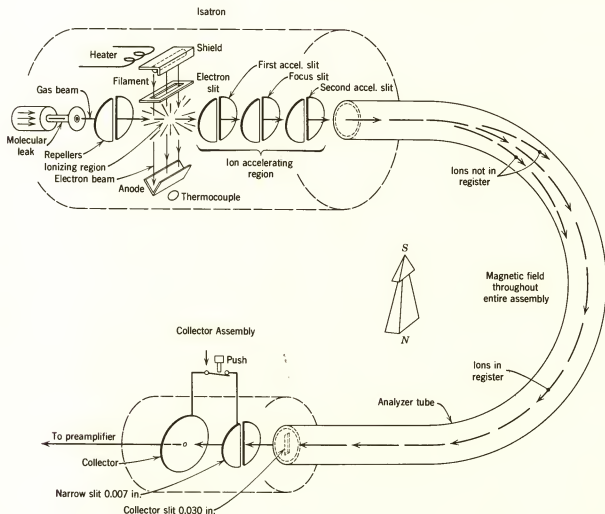 Isatron
Heater
Shield
Filament
Electron
slit
First accel. slit
Focus slit
Second accel. slit
Gas beam
Molecular
leak
Repellers
Ionizing region
Electron beam
Anode
Thermocouple
Ion accelerating
region
Ions not in
register
S
N
Magnetic field
throughout
entire assembly
Ions in
register
Analyzer tube
Collector Assembly
Push
To preamplifier
Collector
Narrow slit 0.007 in.
Collector slit 0.030 in.